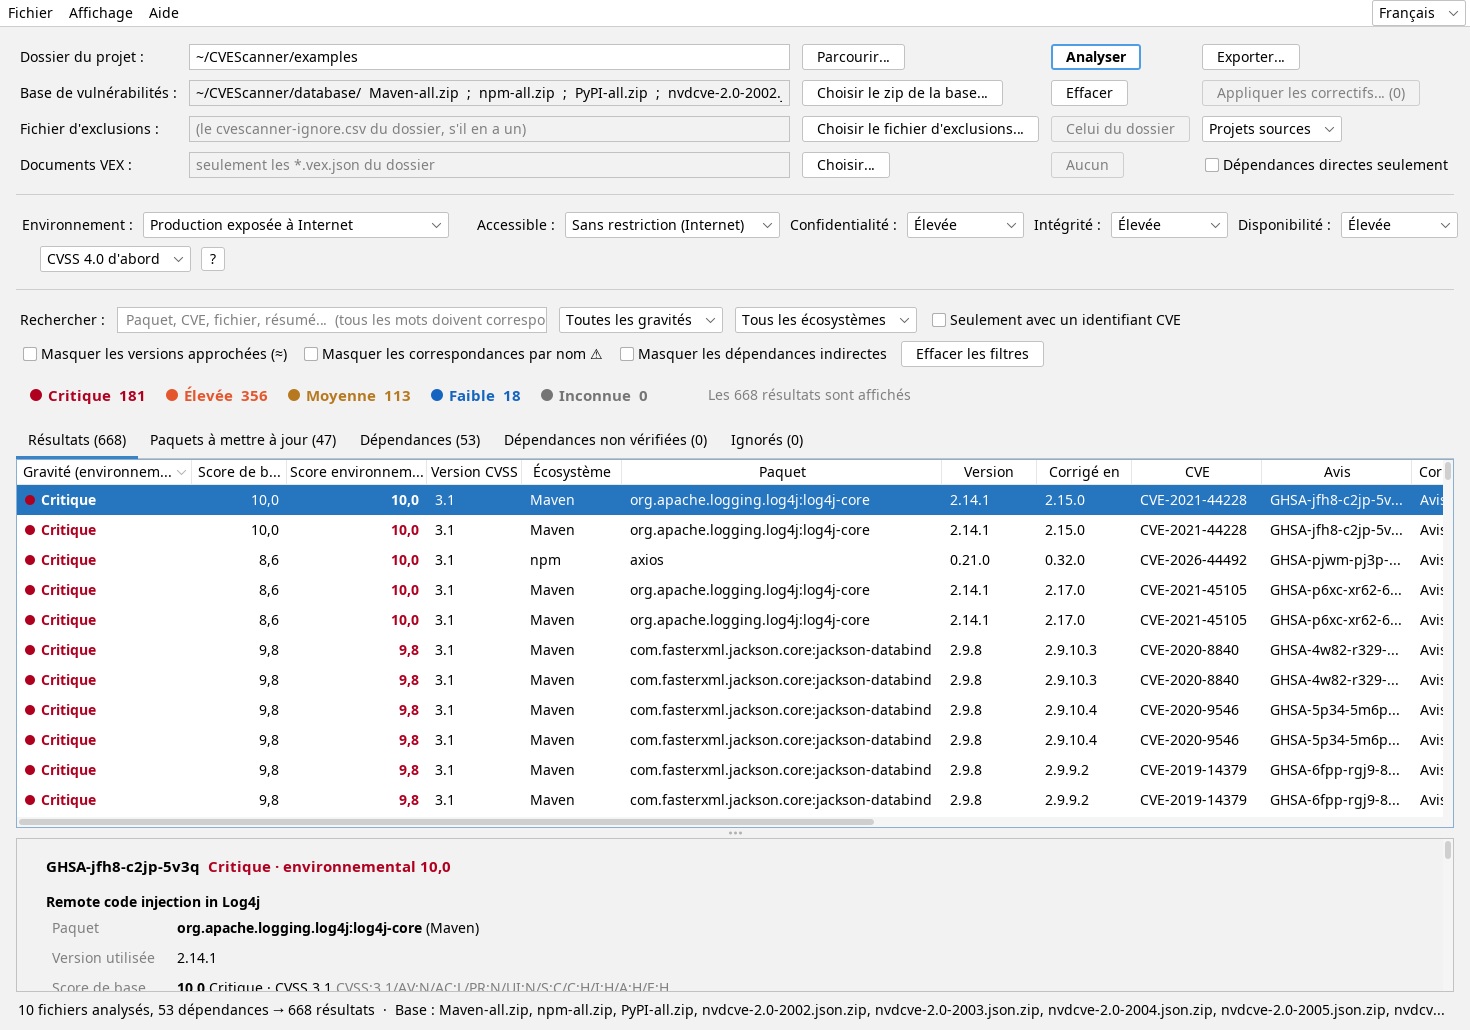 Fichier Affichage Aide Français
Dossier du projet : ~/CVEScanner/examples Parcourir... Analyser Exporter...
Base de vulnérabilités : ~/CVEScanner/database/ Maven-all.zip ; npm-all.zip ; PyPI-all.zip ; nvdcve-2.0-2002. Choisir le zip de la base... Effacer Appliquer les correctifs... (0)
Fichier d'exclusions : (le cvescanner-ignore.csv du dossier, s'il en a un) Choisir le fichier d'exclusions... Celui du dossier Projets sources
Documents VEX : seulement les *.vex.json du dossier Choisir... Aucun Dépendances directes seulement
Environnement : Production exposée à Internet Accessible : Sans restriction (Internet) Confidentialité : Élevée Intégrité : Élevée Disponibilité : Élevée
CVSS 4.0 d'abord ?
Rechercher : Paquet, CVE, fichier, résumé... (tous les mots doivent correspo Toutes les gravités Tous les écosystèmes Seulement avec un identifiant CVE
Masquer les versions approchées (≈) Masquer les correspondances par nom ⚠ Masquer les dépendances indirectes Effacer les filtres
Critique 181 Élevée 356 Moyenne 113 Faible 18 Inconnue 0 Les 668 résultats sont affichés
Résultats (668) Paquets à mettre à jour (47) Dépendances (53) Dépendances non vérifiées (0) Ignorés (0)
Gravité (environnem... Score de b... Score environnem... Version CVSS Écosystème Paquet Version Corrigé en CVE Avis Cor
Critique 10,0 10,0 3.1 Maven org.apache.logging.log4j:log4j-core 2.14.1 2.15.0 CVE-2021-44228 GHSA-jfh8-c2jp-5v... Avis
Critique 10,0 10,0 3.1 Maven org.apache.logging.log4j:log4j-core 2.14.1 2.15.0 CVE-2021-44228 GHSA-jfh8-c2jp-5v... Avis
Critique 8,6 10,0 3.1 npm axios 0.21.0 0.32.0 CVE-2026-44492 GHSA-pjwm-pj3p-... Avis
Critique 8,6 10,0 3.1 Maven org.apache.logging.log4j:log4j-core 2.14.1 2.17.0 CVE-2021-45105 GHSA-p6xc-xr62-6... Avis
Critique 8,6 10,0 3.1 Maven org.apache.logging.log4j:log4j-core 2.14.1 2.17.0 CVE-2021-45105 GHSA-p6xc-xr62-6... Avis
Critique 9,8 9,8 3.1 Maven com.fasterxml.jackson.core:jackson-databind 2.9.8 2.9.10.3 CVE-2020-8840 GHSA-4w82-r329-... Avis
Critique 9,8 9,8 3.1 Maven com.fasterxml.jackson.core:jackson-databind 2.9.8 2.9.10.3 CVE-2020-8840 GHSA-4w82-r329-... Avis
Critique 9,8 9,8 3.1 Maven com.fasterxml.jackson.core:jackson-databind 2.9.8 2.9.10.4 CVE-2020-9546 GHSA-5p34-5m6p... Avis
Critique 9,8 9,8 3.1 Maven com.fasterxml.jackson.core:jackson-databind 2.9.8 2.9.10.4 CVE-2020-9546 GHSA-5p34-5m6p... Avis
Critique 9,8 9,8 3.1 Maven com.fasterxml.jackson.core:jackson-databind 2.9.8 2.9.9.2 CVE-2019-14379 GHSA-6fpp-rgj9-8... Avis
Critique 9,8 9,8 3.1 Maven com.fasterxml.jackson.core:jackson-databind 2.9.8 2.9.9.2 CVE-2019-14379 GHSA-6fpp-rgj9-8... Avis
GHSA-jfh8-c2jp-5v3q Critique · environnemental 10,0
Remote code injection in Log4j
Paquet org.apache.logging.log4j:log4j-core (Maven)
Version utilisée 2.14.1
Score de base 10,0 Critique · CVSS 3.1 CVSS:3.1/AV:N/AC:L/PR:N/UI:N/S:C/C:H/I:H/A:H/E:H
10 fichiers analysés, 53 dépendances → 668 résultats · Base : Maven-all.zip, npm-all.zip, PyPI-all.zip, nvdcve-2.0-2002.json.zip, nvdcve-2.0-2003.json.zip, nvdcve-2.0-2004.json.zip, nvdcve-2.0-2005.json.zip, nvdcv...